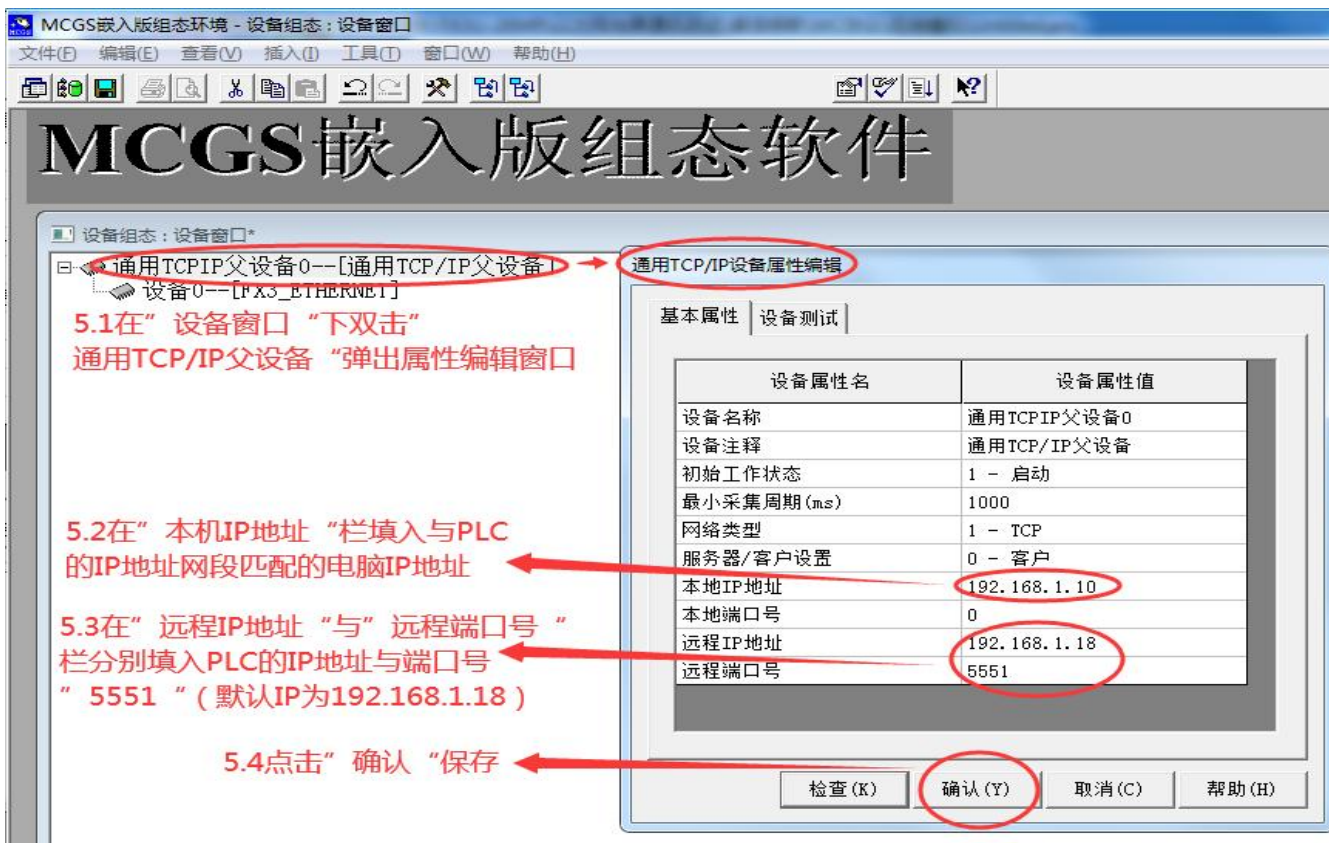 MCGS嵌入版组态环境 - 设备组态 : 设备窗口
文件(F) 编辑(E) 查看(V) 插入(I) 工具(T) 窗口(W) 帮助(H)
MCGS嵌入版组态软件
设备组态 : 设备窗口*
通用TCPIP父设备0--[通用TCP/IP父设备]
设备0--[FX3_ETHERNET]
5.1在”设备窗口“下双击”
通用TCP/IP父设备“弹出属性编辑窗口
通用TCP/IP设备属性编辑
基本属性 设备测试
设备属性名 设备属性值
设备名称 通用TCPIP父设备0
设备注释 通用TCP/IP父设备
初始工作状态 1 - 启动
最小采集周期(ms) 1000
网络类型 1 - TCP
服务器/客户设置 0 - 客户
本地IP地址 192.168.1.10
本地端口号 0
远程IP地址 192.168.1.18
远程端口号 5551
5.2在”本机IP地址“栏填入与PLC
的IP地址网段匹配的电脑IP地址
5.3在”远程IP地址“与”远程端口号“
栏分别填入PLC的IP地址与端口号
”5551“(默认IP为192.168.1.18)
5.4点击”确认“保存
检查(K) 确认(Y) 取消(C) 帮助(H)